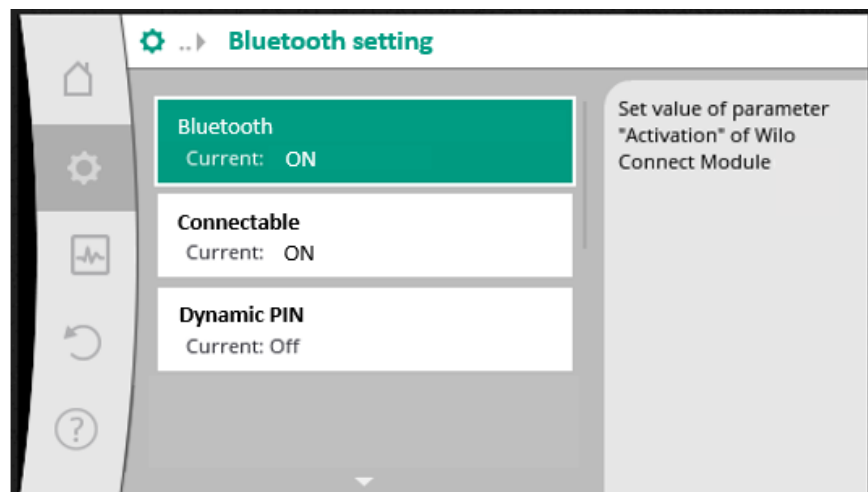 .. Bluetooth setting
Bluetooth
Current: ON
Connectable
Current: ON
Dynamic PIN
Current: Off
Set value of parameter
"Activation" of Wilo
Connect Module
?